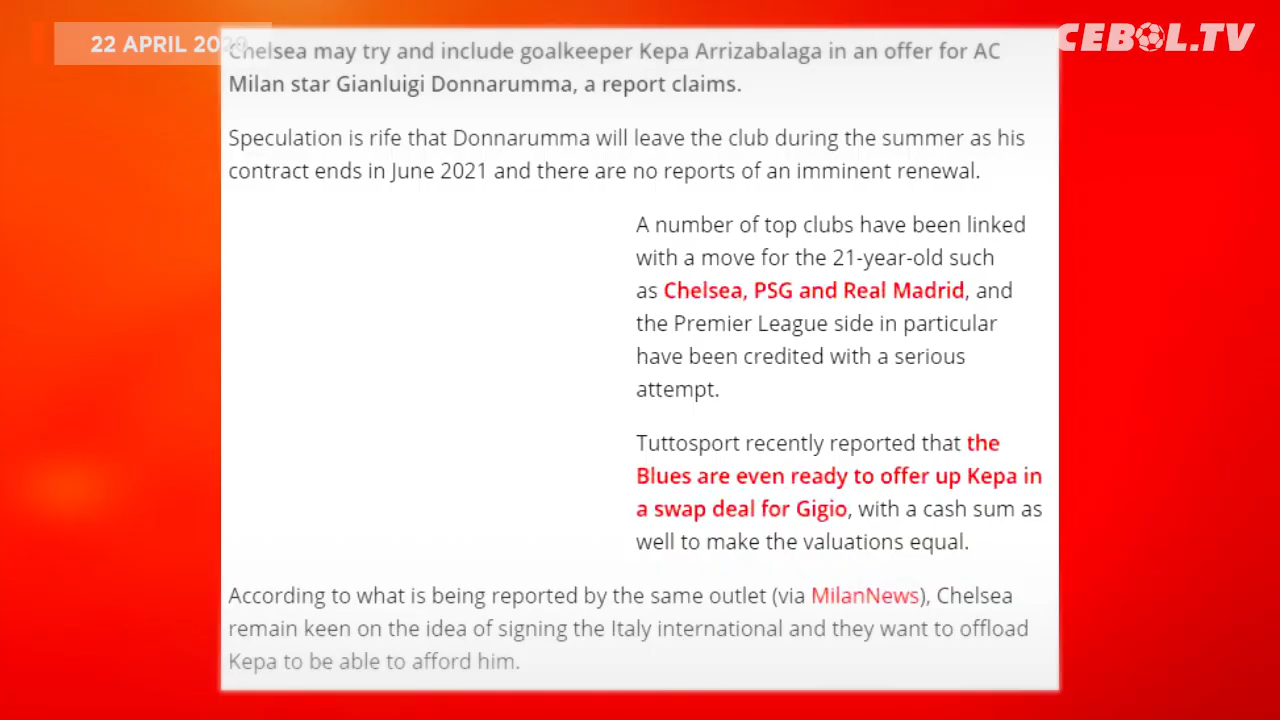 22 APRIL 2020
CEBOL.TV
Chelsea may try and include goalkeeper Kepa Arrizabalaga in an offer for AC
Milan star Gianluigi Donnarumma, a report claims.
Speculation is rife that Donnarumma will leave the club during the summer as his
contract ends in June 2021 and there are no reports of an imminent renewal.
A number of top clubs have been linked
with a move for the 21-year-old such
as Chelsea, PSG and Real Madrid, and
the Premier League side in particular
have been credited with a serious
attempt.
Tuttosport recently reported that the
Blues are even ready to offer up Kepa in
a swap deal for Gigio, with a cash sum as
well to make the valuations equal.
According to what is being reported by the same outlet (via MilanNews), Chelsea
remain keen on the idea of signing the Italy international and they want to offload
Kepa to be able to afford him.